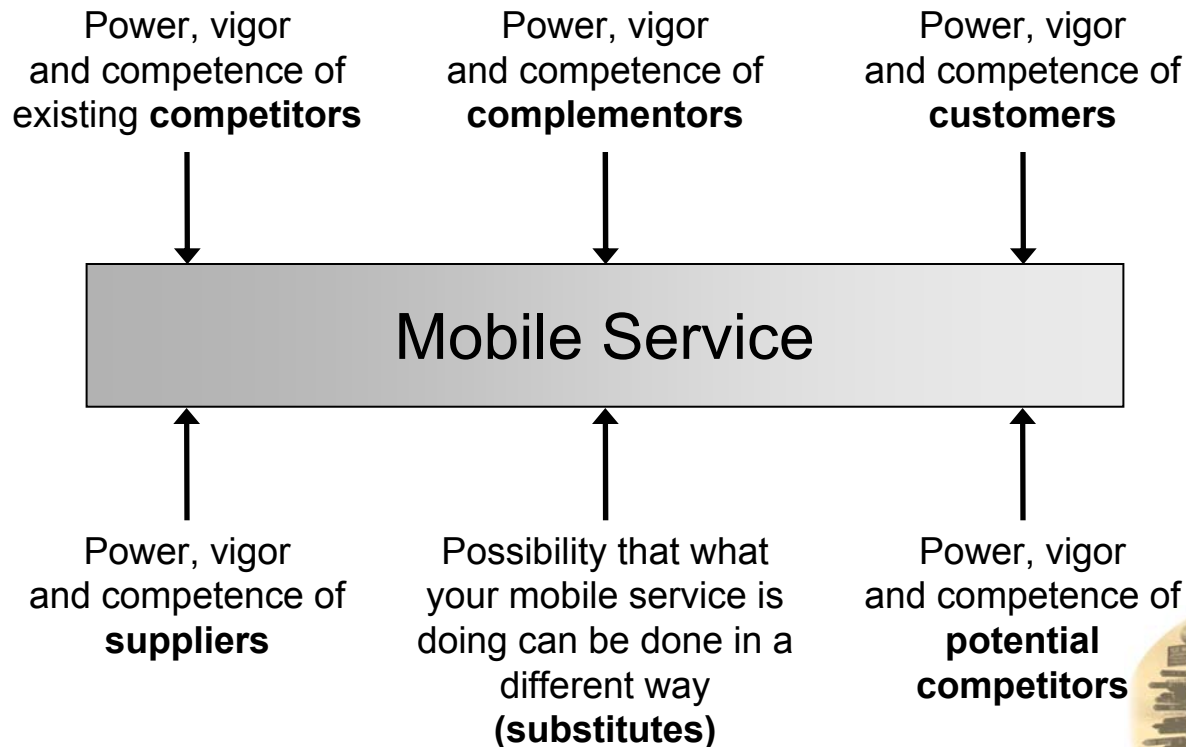 Power, vigor
and competence of
existing competitors
Power, vigor
and competence of
complementors
Power, vigor
and competence of
customers
Mobile Service
Power, vigor
and competence of
suppliers
Possibility that what
your mobile service is
doing can be done in a
different way
(substitutes)
Power, vigor
and competence of
potential
competitors